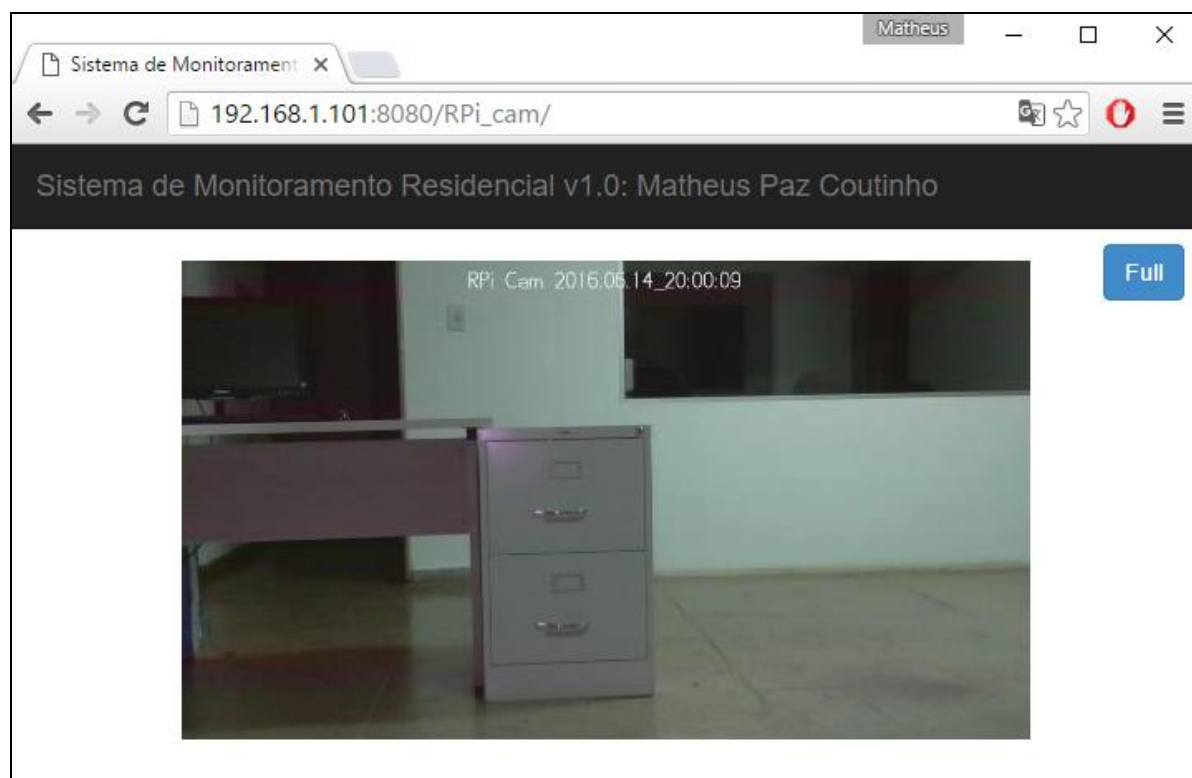 Matheus
Sistema de Monitorament
192.168.1.101:8080/RPi_cam/
Sistema de Monitoramento Residencial v1.0: Matheus Paz Coutinho
Full
RPi Cam 2016.06.14_20:00:09